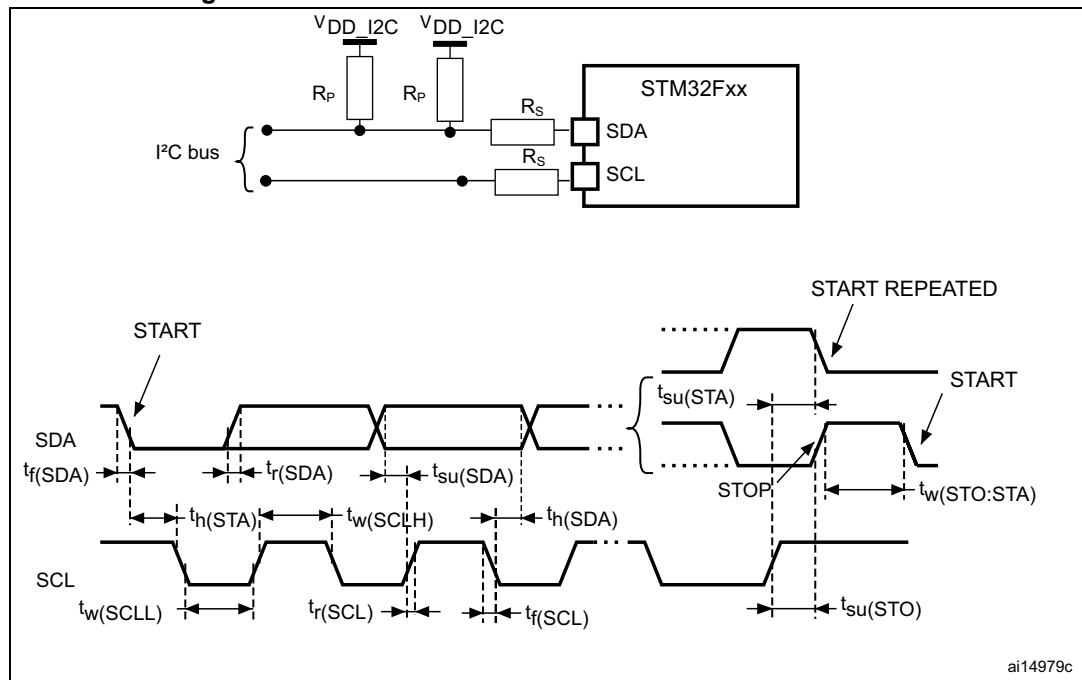 VDD_I2C VDD_I2C
STM32Fxx
RP RP
RS
SDA
I²C bus
RS
SCL
START REPEATED
START
START
tsu(STA)
SDA
tf(SDA) tr(SDA) tsu(SDA)
STOP
tw(STO:STA)
th(STA) tw(SCLH) th(SDA)
SCL
tw(SCLL) tr(SCL) tf(SCL) tsu(STO)
ai14979c